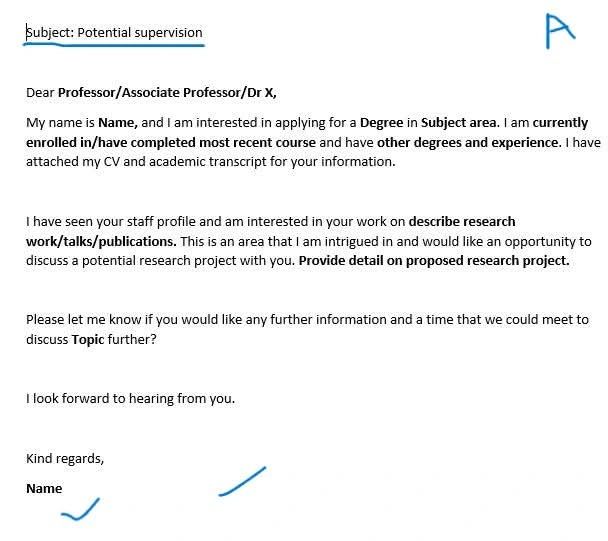 Subject: Potential supervision
A
Dear Professor/Associate Professor/Dr X,
My name is Name, and I am interested in applying for a Degree in Subject area. I am currently
enrolled in/have completed most recent course and have other degrees and experience. I have
attached my CV and academic transcript for your information.
I have seen your staff profile and am interested in your work on describe research
work/talks/publications. This is an area that I am intrigued in and would like an opportunity to
discuss a potential research project with you. Provide detail on proposed research project.
Please let me know if you would like any further information and a time that we could meet to
discuss Topic further?
I look forward to hearing from you.
Kind regards,
Name